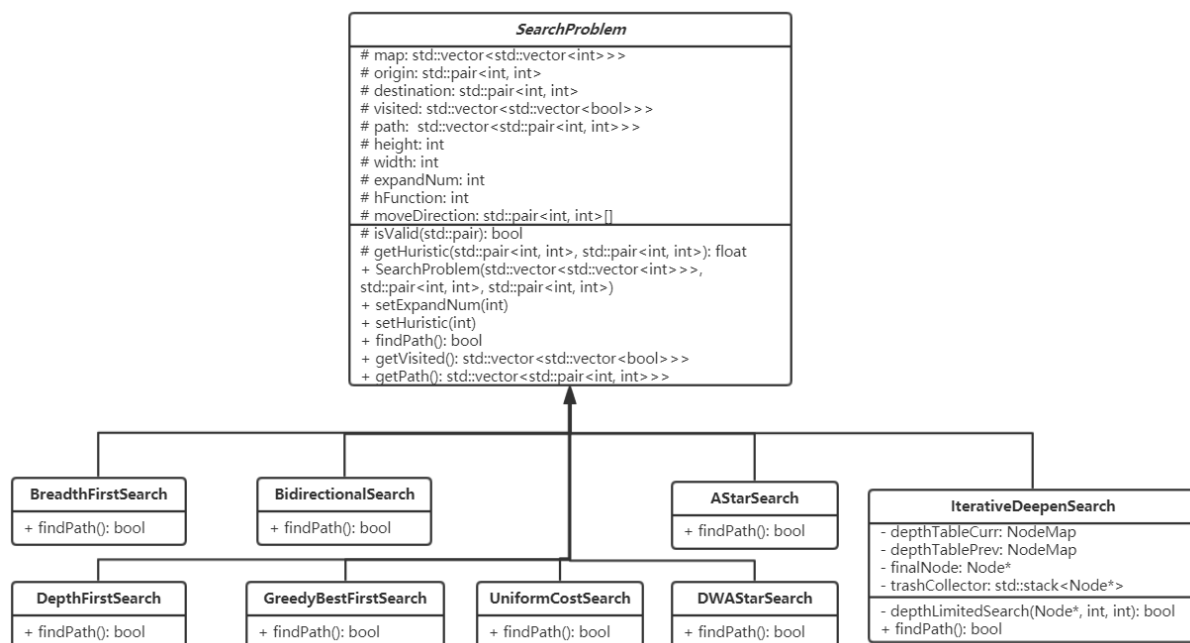 SearchProblem
# map: std::vector<std::vector<int>>>
# origin: std::pair<int, int>
# destination: std::pair<int, int>
# visited: std::vector<std::vector<bool>>>
# path:  std::vector<std::pair<int, int>>>
# height: int
# width: int
# expandNum: int
# hFunction: int
# moveDirection: std::pair<int, int>[]
# isValid(std::pair): bool
# getHuristic(std::pair<int, int>, std::pair<int, int>): float
+ SearchProblem(std::vector<std::vector<int>>>,
std::pair<int, int>, std::pair<int, int>)
+ setExpandNum(int)
+ setHuristic(int)
+ findPath(): bool
+ getVisited(): std::vector<std::vector<bool>>>
+ getPath(): std::vector<std::pair<int, int>>>
BreadthFirstSearch
+ findPath(): bool
BidirectionalSearch
+ findPath(): bool
AStarSearch
+ findPath(): bool
IterativeDeepenSearch
- depthTableCurr: NodeMap
- depthTablePrev: NodeMap
- finalNode: Node*
- trashCollector: std::stack<Node*>
- depthLimitedSearch(Node*, int, int): bool
+ findPath(): bool
DepthFirstSearch
+ findPath(): bool
GreedyBestFirstSearch
+ findPath(): bool
UniformCostSearch
+ findPath(): bool
DWAStarSearch
+ findPath(): bool